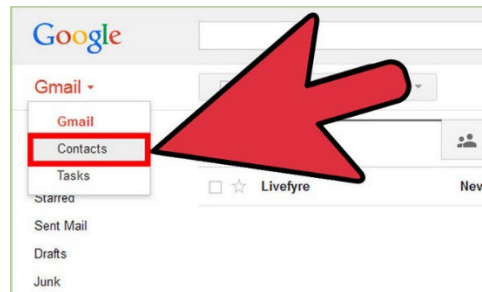 Google
Gmail
Gmail
Contacts
Tasks
Starred
Livefyre New
Sent Mail
Drafts
Junk